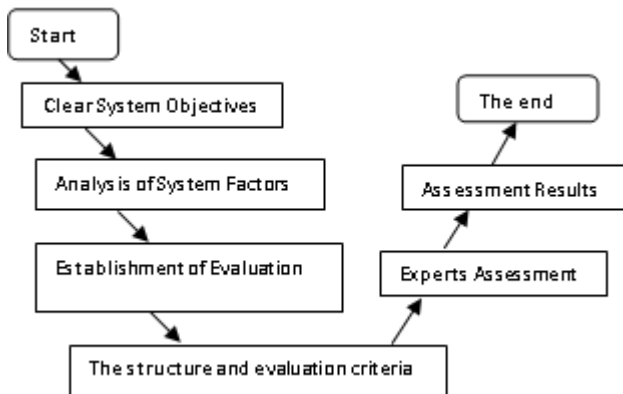 Start
Clear System Objectives
Analysis of System Factors
Establishment of Evaluation
The structure and evaluation criteria
Experts Assessment
Assessment Results
The end